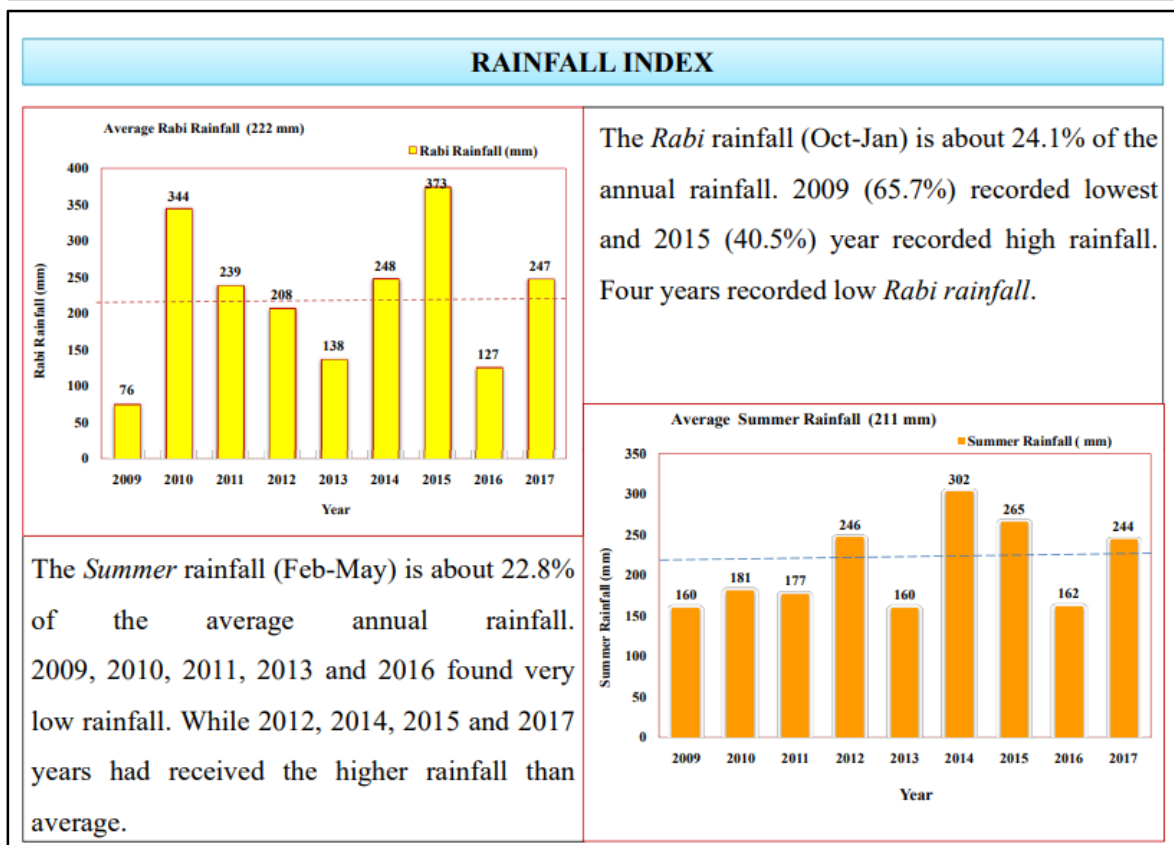 RAINFALL INDEX
Average Rabi Rainfall (222 mm)
Rabi Rainfall (mm)
Rabi Rainfall (mm)
400
350
300
250
200
150
100
50
0
76
344
239
208
138
248
373
127
247
2009 2010 2011 2012 2013 2014 2015 2016 2017
Year
The Rabi rainfall (Oct-Jan) is about 24.1% of the
annual rainfall. 2009 (65.7%) recorded lowest
and 2015 (40.5%) year recorded high rainfall.
Four years recorded low Rabi rainfall.
The Summer rainfall (Feb-May) is about 22.8%
of the average annual rainfall.
2009, 2010, 2011, 2013 and 2016 found very
low rainfall. While 2012, 2014, 2015 and 2017
years had received the higher rainfall than
average.
Average Summer Rainfall (211 mm)
Summer Rainfall ( mm)
Summer Rainfall (mm)
350
300
250
200
150
100
50
0
160
181
177
246
160
302
265
162
244
2009 2010 2011 2012 2013 2014 2015 2016 2017
Year